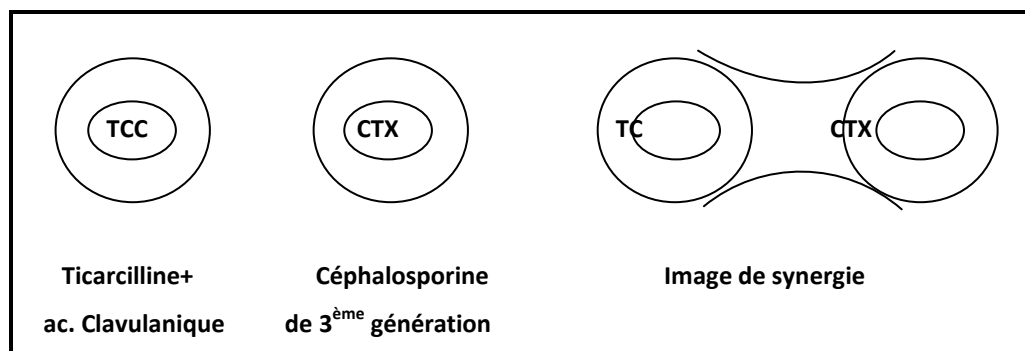 TCC CTX TC CTX
Ticarcilline+ Céphalosporine Image de synergie
ac. Clavulanique de 3ème génération